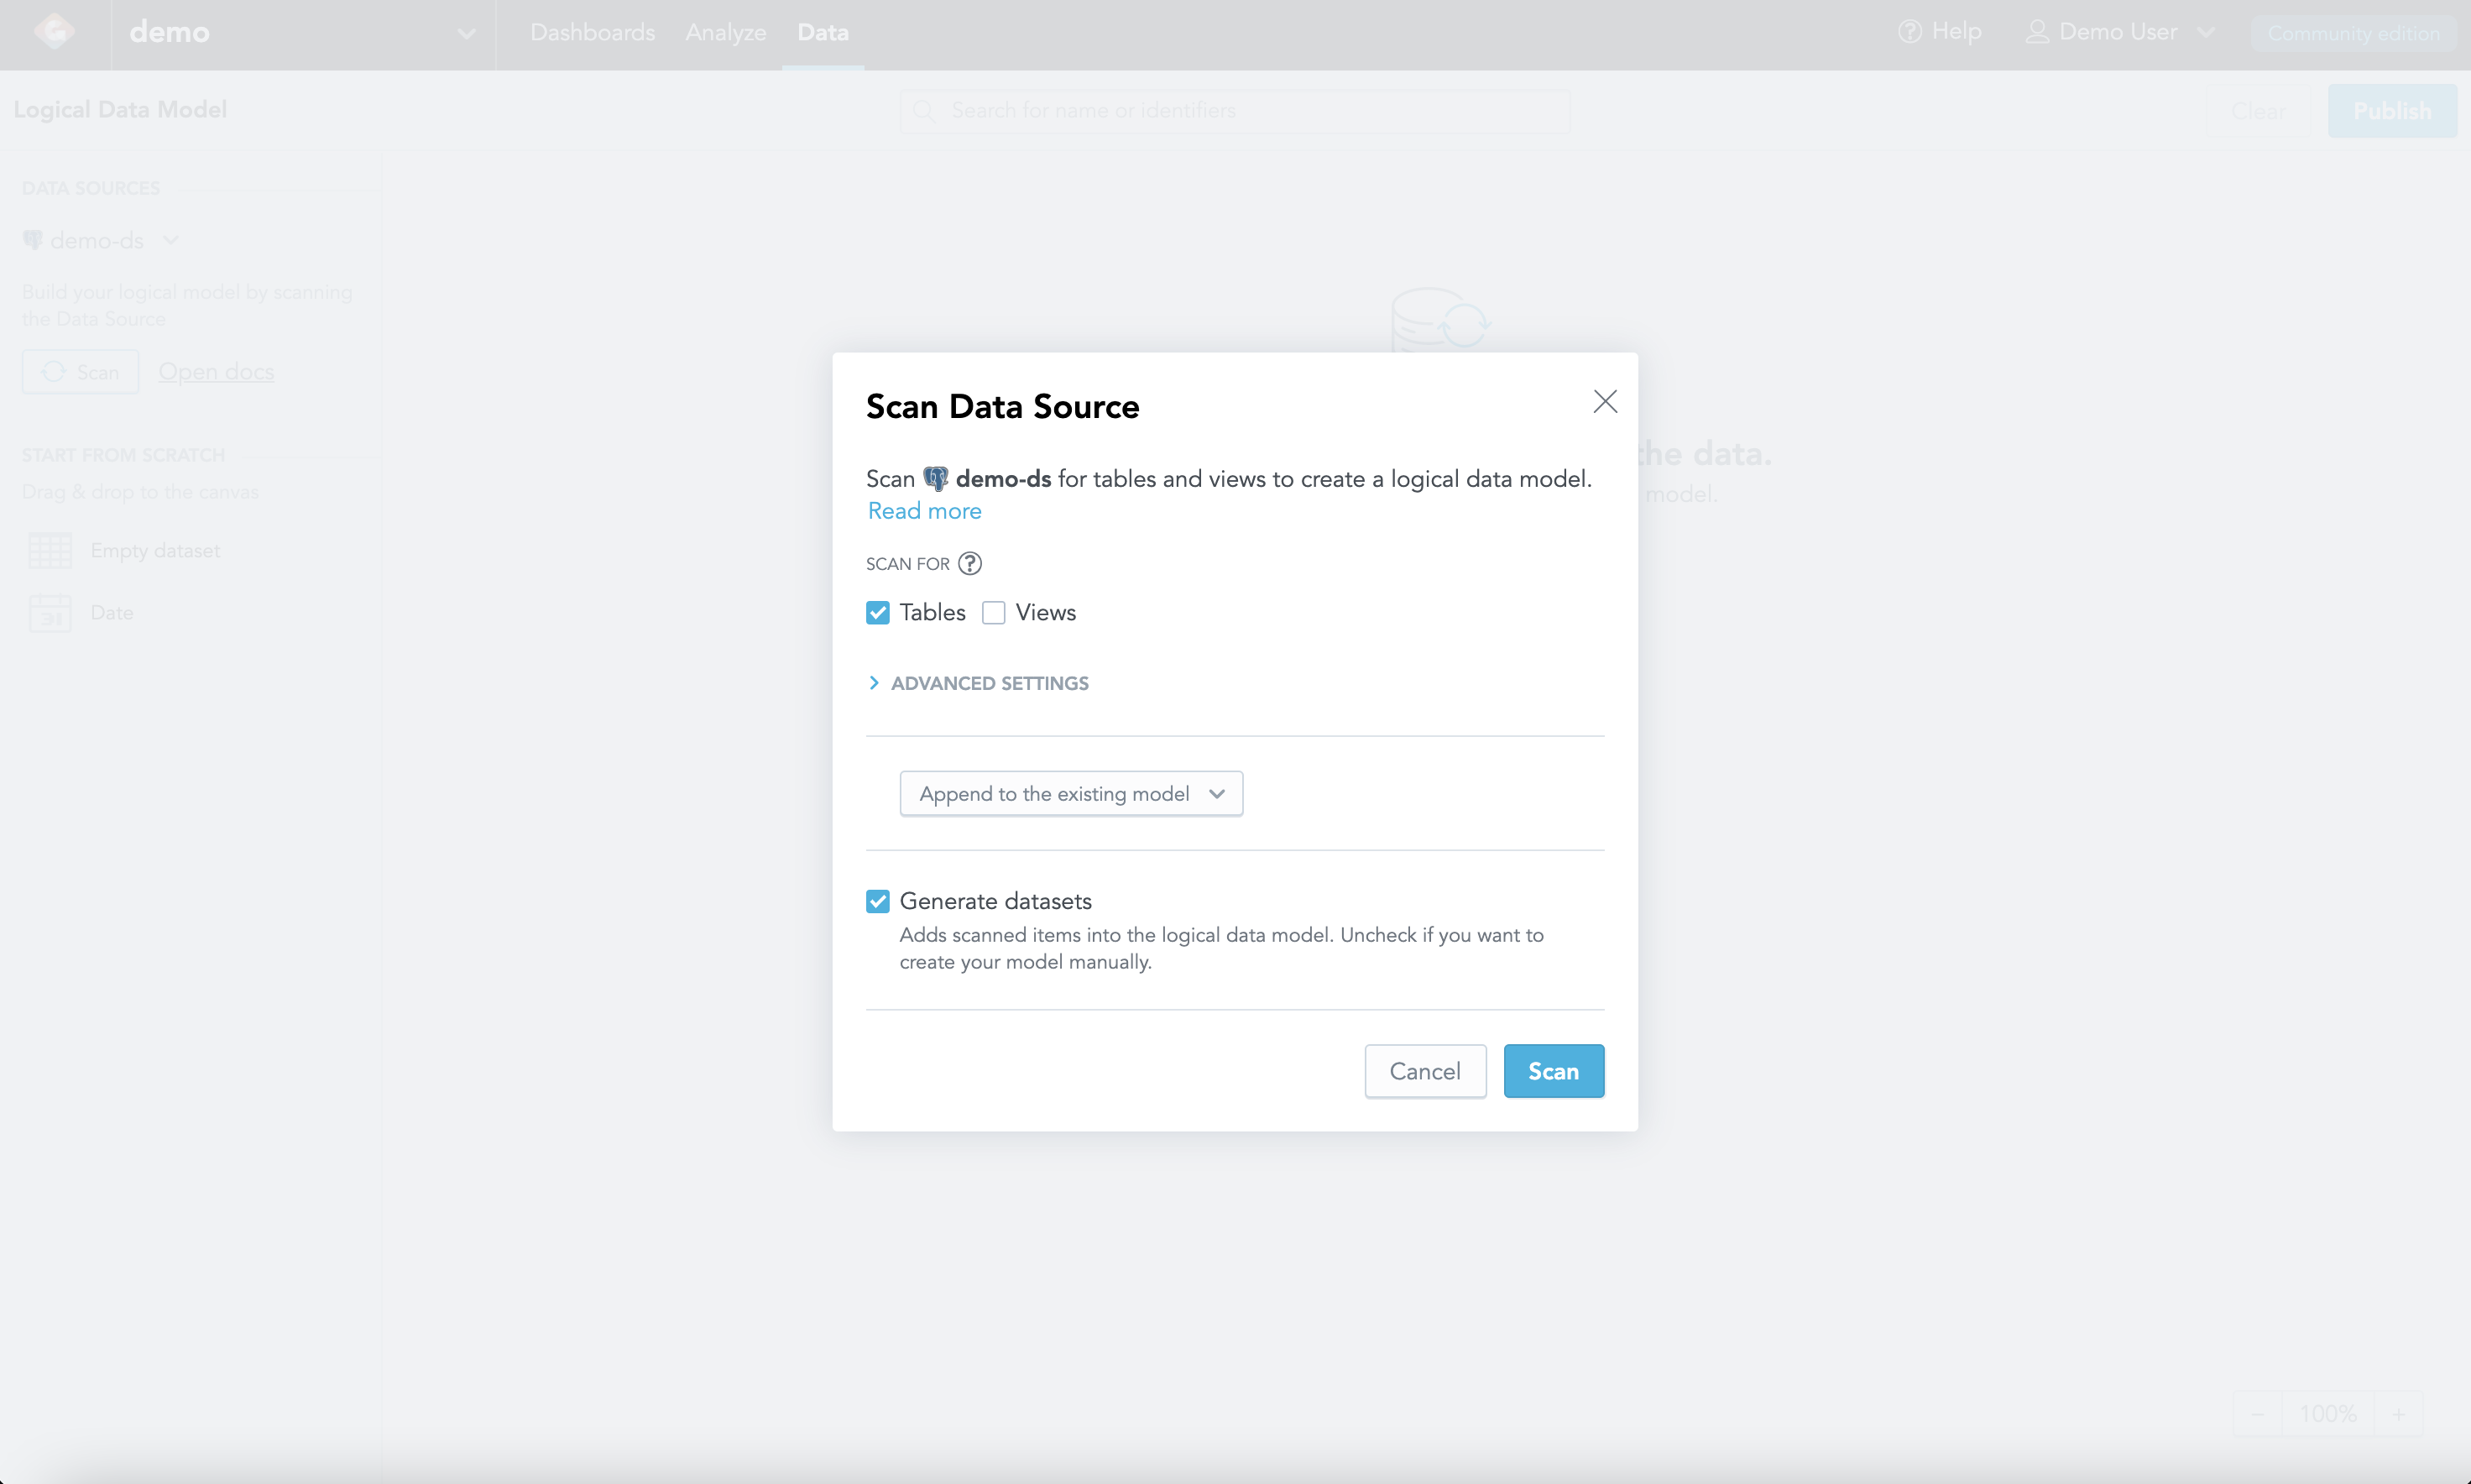 demo
Dashboards
Analyze
Data
Help
Demo User
Community edition
Logical Data Model
Search for name or identifiers
Clear
Publish
DATA SOURCES
demo-ds
Build your logical model by scanning
the Data Source
Scan
Open docs
START FROM SCRATCH
Drag & drop to the canvas
Empty dataset
31
Date
the data.
model.
Scan Data Source
Scan demo-ds for tables and views to create a logical data model.
Read more
SCAN FOR ?
Tables
Views
ADVANCED SETTINGS
Append to the existing model
Generate datasets
Adds scanned items into the logical data model. Uncheck if you want to
create your model manually.
Cancel
Scan
- 100% +